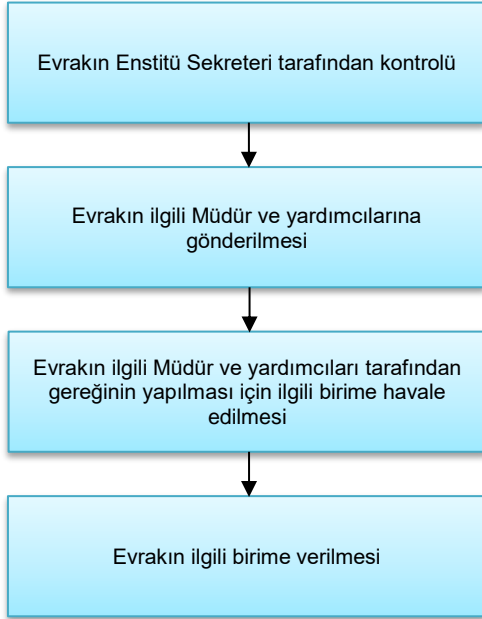 Evrakın Enstitü Sekreteri tarafından kontrolü
Evrakın ilgili Müdür ve yardımcılarına
gönderilmesi
Evrakın ilgili Müdür ve yardımcıları tarafından
gereğinin yapılması için ilgili birime havale
edilmesi
Evrakın ilgili birime verilmesi